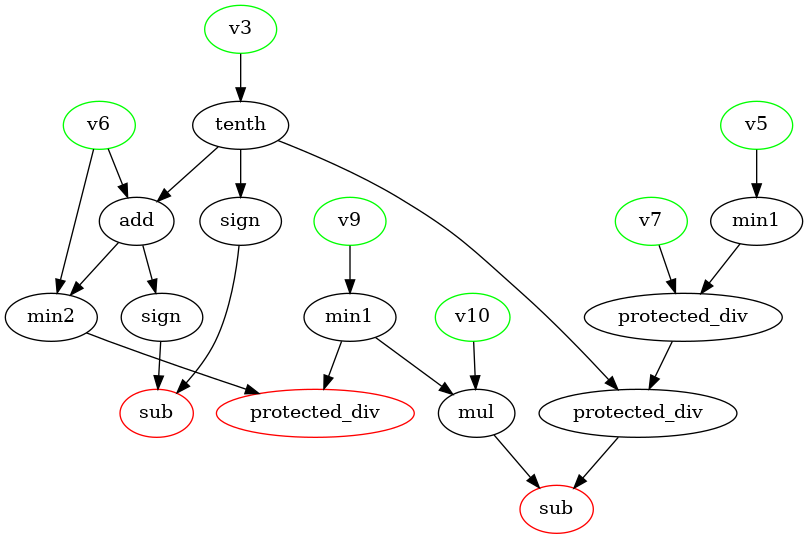 v3
v6
tenth
v5
add
sign
v9
v7
min1
min2
sign
min1
v10
protected_div
sub
protected_div
mul
protected_div
sub